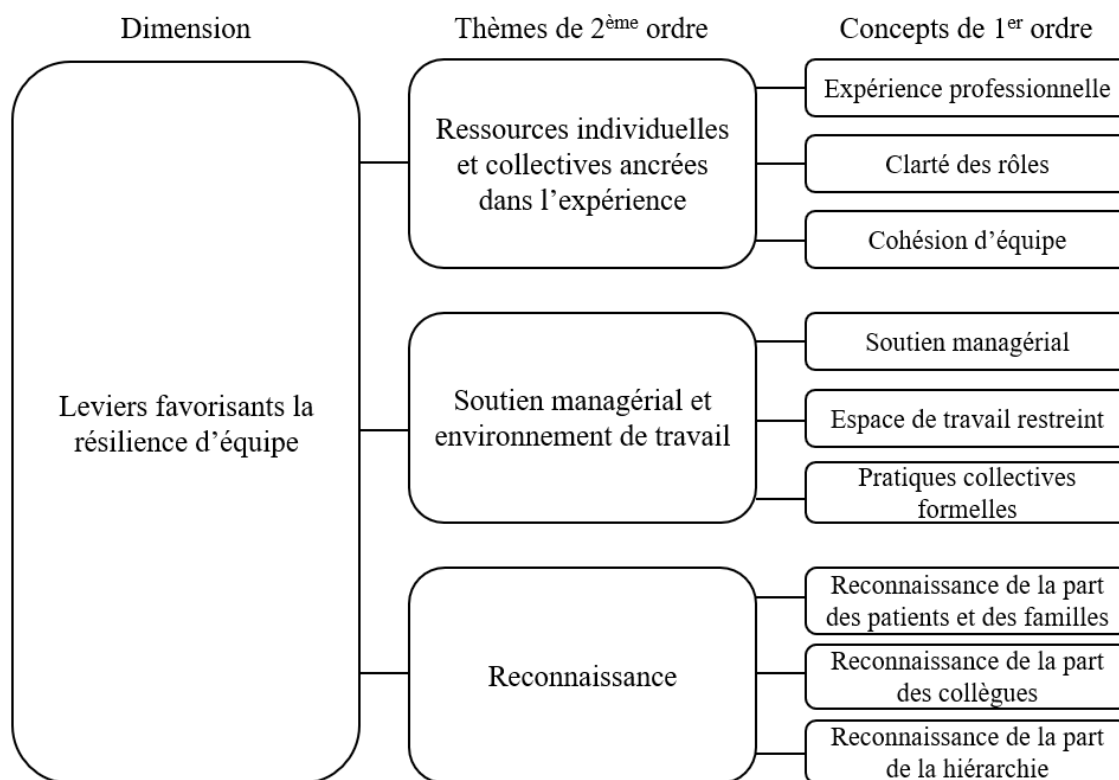 Dimension
Thèmes de 2ème ordre
Concepts de 1er ordre
Leviers favorisants la
résilience d'équipe
Ressources individuelles
et collectives ancrées
dans l'expérience
Expérience professionnelle
Clarté des rôles
Cohésion d'équipe
Soutien managérial et
environnement de travail
Soutien managérial
Espace de travail restreint
Pratiques collectives
formelles
Reconnaissance
Reconnaissance de la part
des patients et des familles
Reconnaissance de la part
des collègues
Reconnaissance de la part
de la hiérarchie